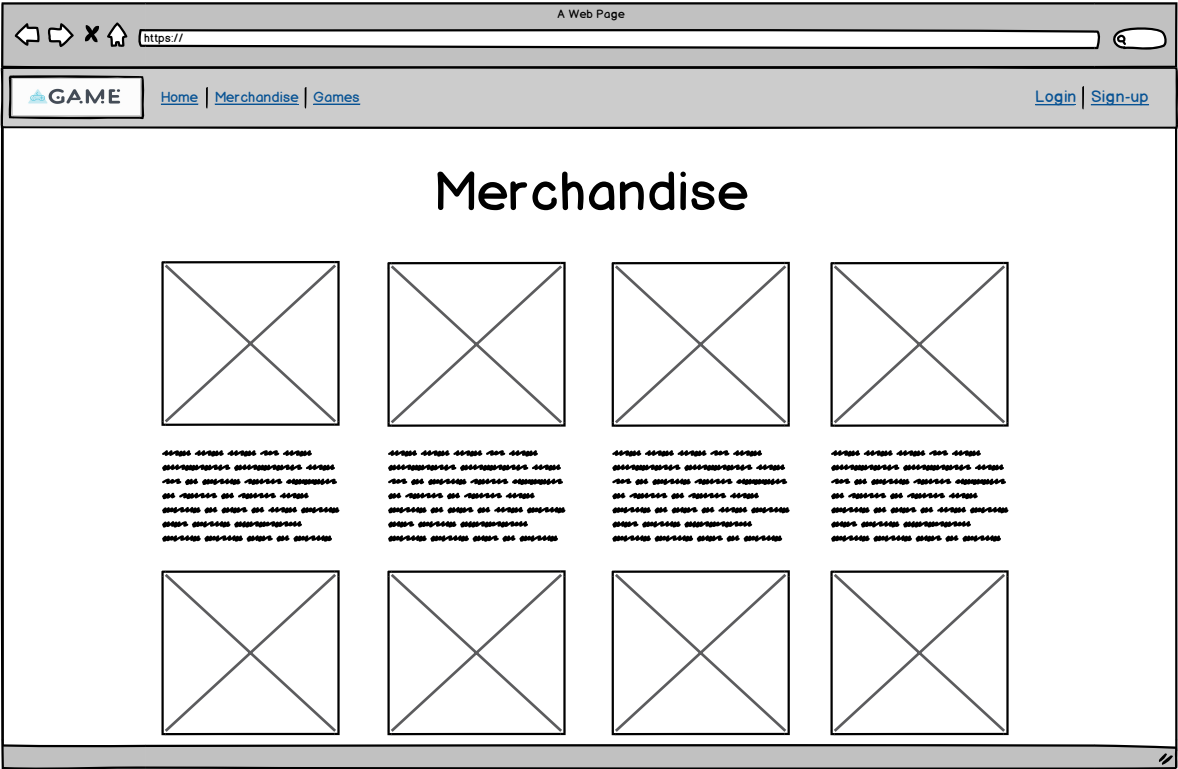 A Web Page
https://
GAME
Home Merchandise Games
Login Sign-up
Merchandise